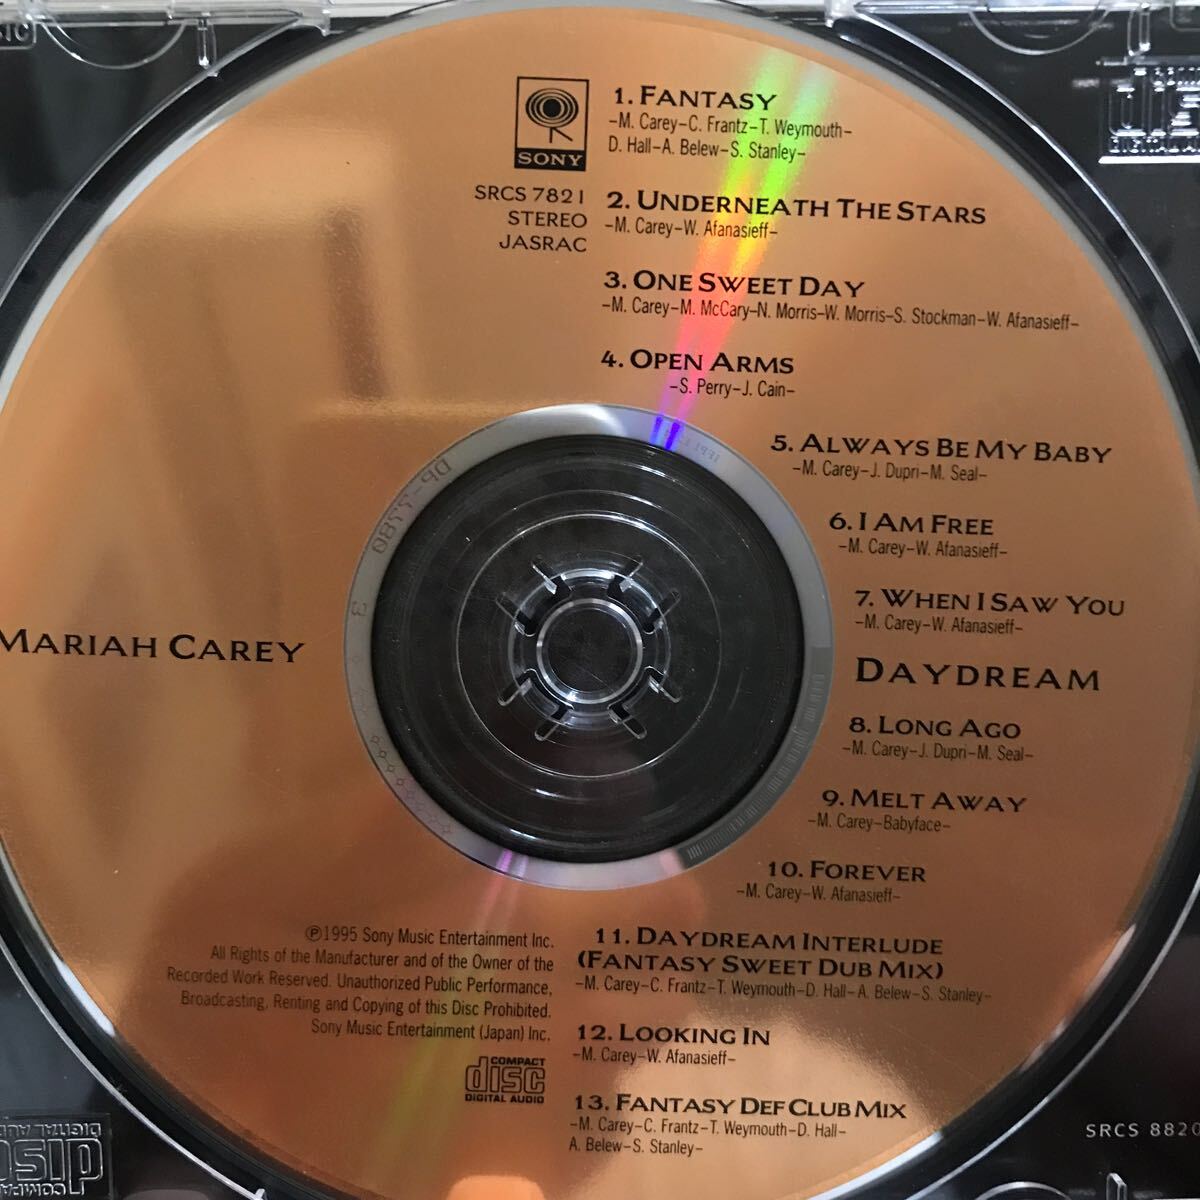 SONY
SRCS 7821
STEREO
JASRAC
1. FANTASY
-M. Carey-C. Frantz-T. Weymouth-
D. Hall-A. Belew-S. Stanley-
2. UNDERNEATH THE STARS
-M. Carey-W. Afanasieff-
3. ONE SWEET DAY
-M. Carey-M. McCary-N. Morris-W. Morris-S. Stockman-W. Afanasieff-
4. OPEN ARMS
-S. Perry-J. Cain-
5. ALWAYS BE MY BABY
-M. Carey-J. Dupri-M. Seal-
6. I AM FREE
-M. Carey-W. Afanasieff-
7. WHEN I SAW YOU
-M. Carey-W. Afanasieff-
MARIAH CAREY
DAYDREAM
8. LONG AGO
-M. Carey-J. Dupri-M. Seal-
9. MELT AWAY
-M. Carey-Babyface-
10. FOREVER
-M. Carey-W. Afanasieff-
11. DAYDREAM INTERLUDE
(FANTASY SWEET DUB MIX)
-M. Carey-C. Frantz-T. Weymouth-D. Hall-A. Belew-S. Stanley-
12. LOOKING IN
-M. Carey-W. Afanasieff-
13. FANTASY DEF CLUB MIX
-M. Carey-C. Frantz-T. Weymouth-D. Hall-
A. Belew-S. Stanley-
℗1995 Sony Music Entertainment Inc.
All Rights of the Manufacturer and of the Owner of the
Recorded Work Reserved. Unauthorized Public Performance,
Broadcasting, Renting and Copying of this Disc Prohibited.
Sony Music Entertainment (Japan) Inc.
COMPACT
disc
DIGITAL AUDIO
SRCS 8820